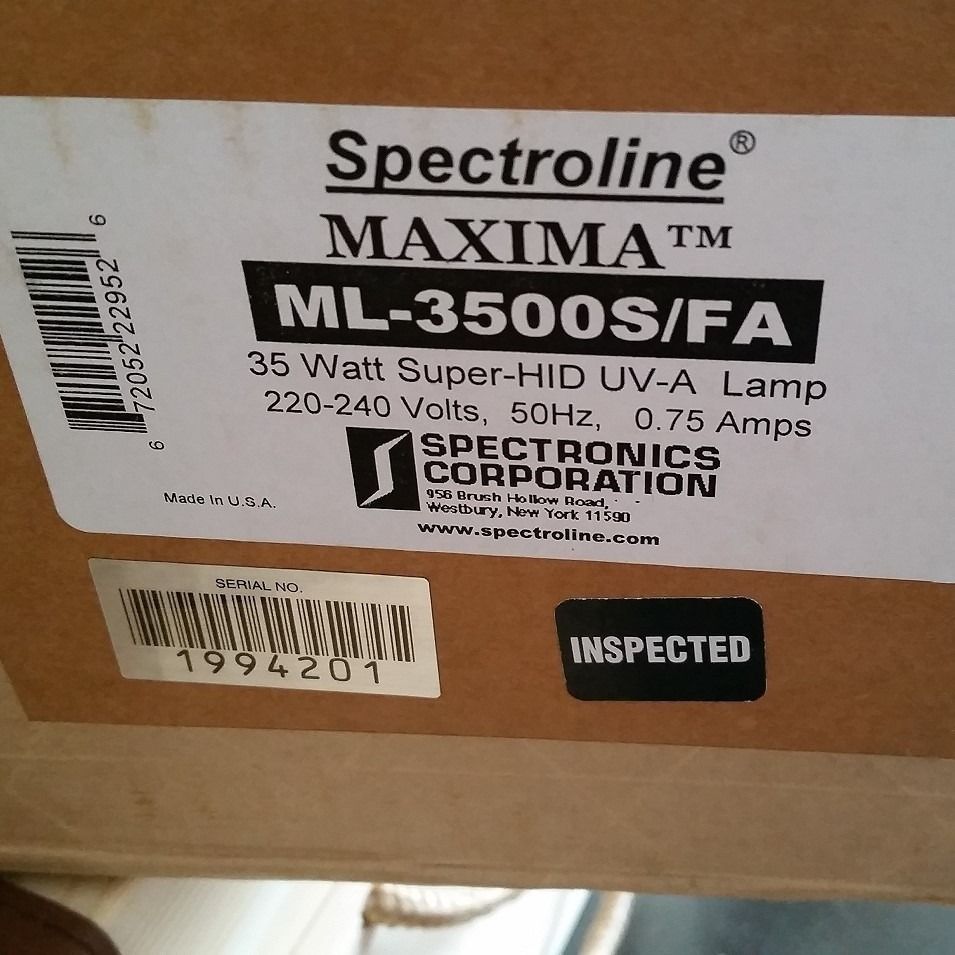 Spectroline®
MAXIMA™
ML-3500S/FA
35 Watt Super-HID UV-A Lamp
220-240 Volts, 50Hz, 0.75 Amps
SPECTRONICS
CORPORATION
956 Brush Hollow Road,
Westbury, New York 11590
www.spectroline.com
Made In U.S.A.
6 72052 22952 6
SERIAL NO.
1994201
INSPECTED